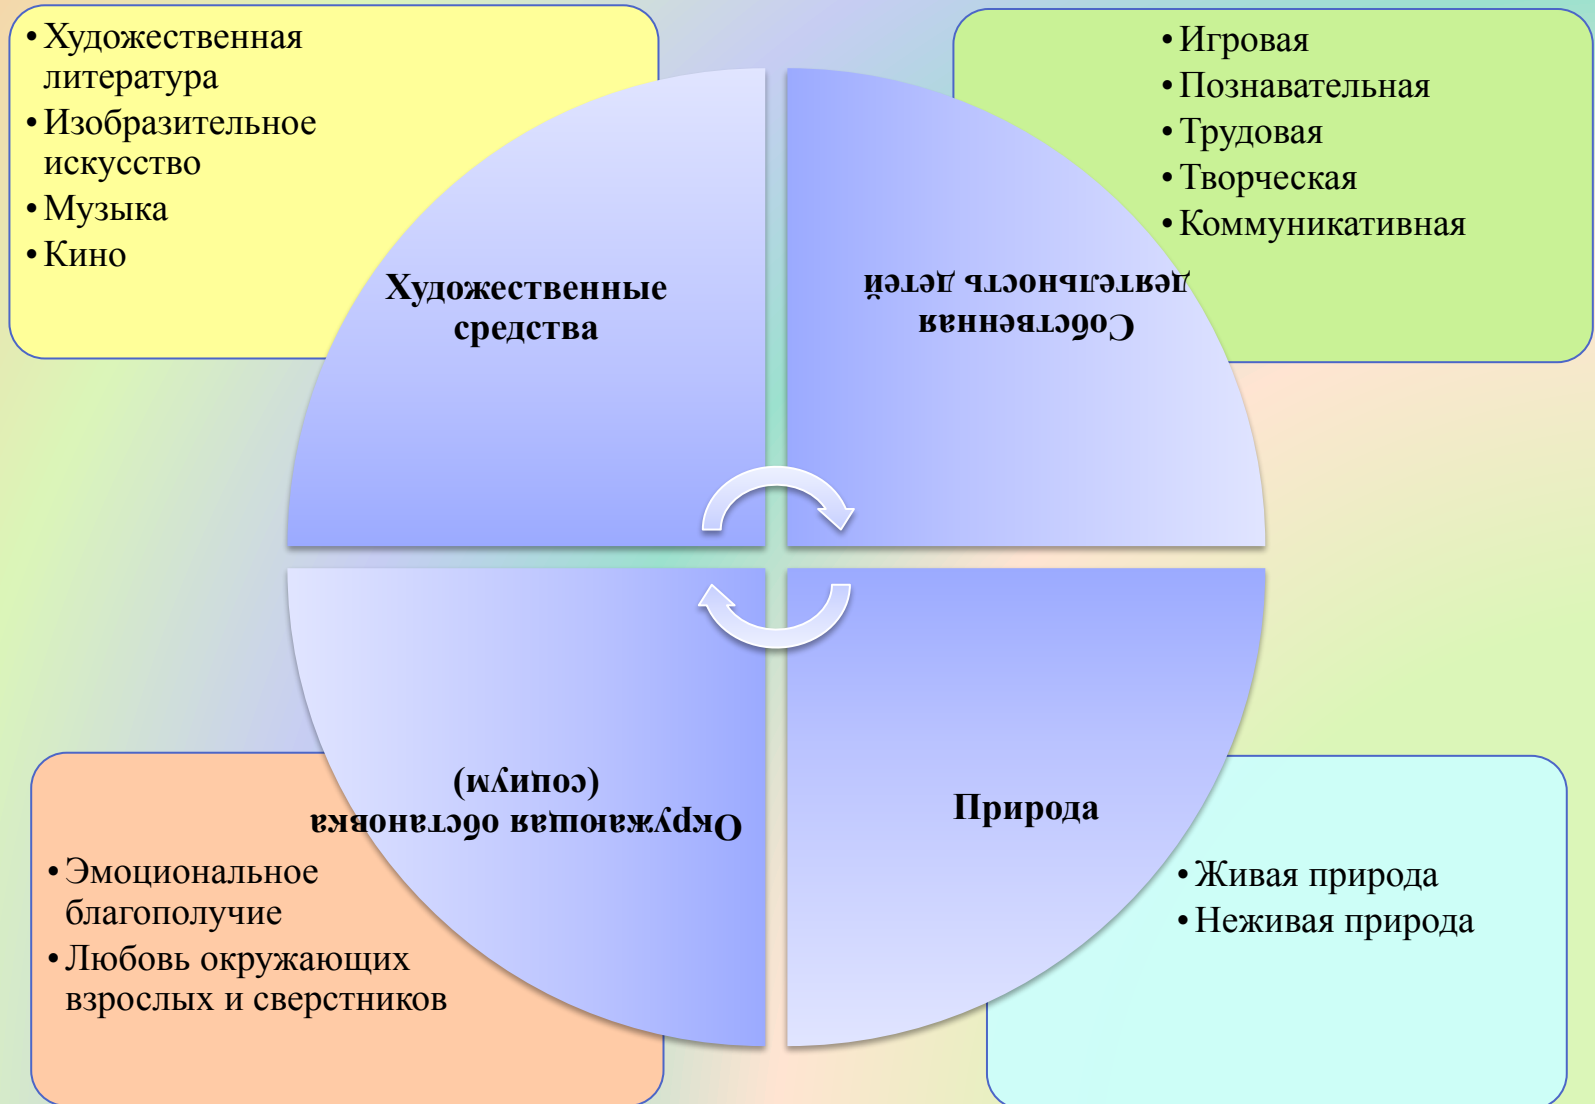 Художественная
литература
Изобразительное
искусство
Музыка
Кино
Художественные
средства
Игровая
Познавательная
Трудовая
Творческая
Коммуникативная
Собственная
деятельность детей
Окружающая обстановка
(социум)
Эмоциональное
благополучие
Любовь окружающих
взрослых и сверстников
Природа
Живая природа
Неживая природа